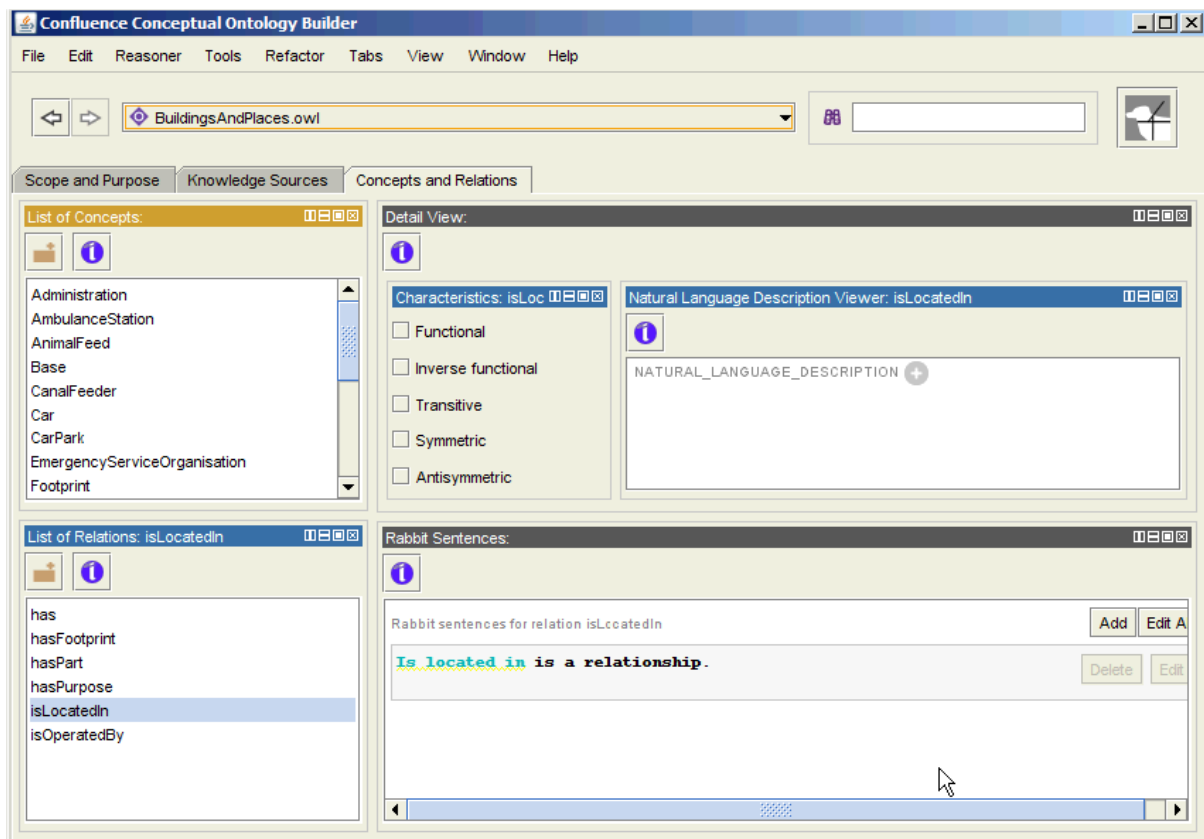 Confluence Conceptual Ontology Builder
File Edit Reasoner Tools Refactor Tabs View Window Help
BuildingsAndPlaces.owl
Scope and Purpose Knowledge Sources Concepts and Relations
List of Concepts:
Administration
AmbulanceStation
AnimalFeed
Base
CanalFeeder
Car
CarPark
EmergencyServiceOrganisation
Footprint
Detail View:
Characteristics: isLoc
Functional
Inverse functional
Transitive
Symmetric
Antisymmetric
Natural Language Description Viewer: isLocatedIn
NATURAL_LANGUAGE_DESCRIPTION
List of Relations: isLocatedIn
has
hasFootprint
hasPart
hasPurpose
isLocatedIn
isOperatedBy
Rabbit Sentences:
Rabbit sentences for relation isLocatedIn
Add Edit A
Is located in is a relationship.
Delete Edit